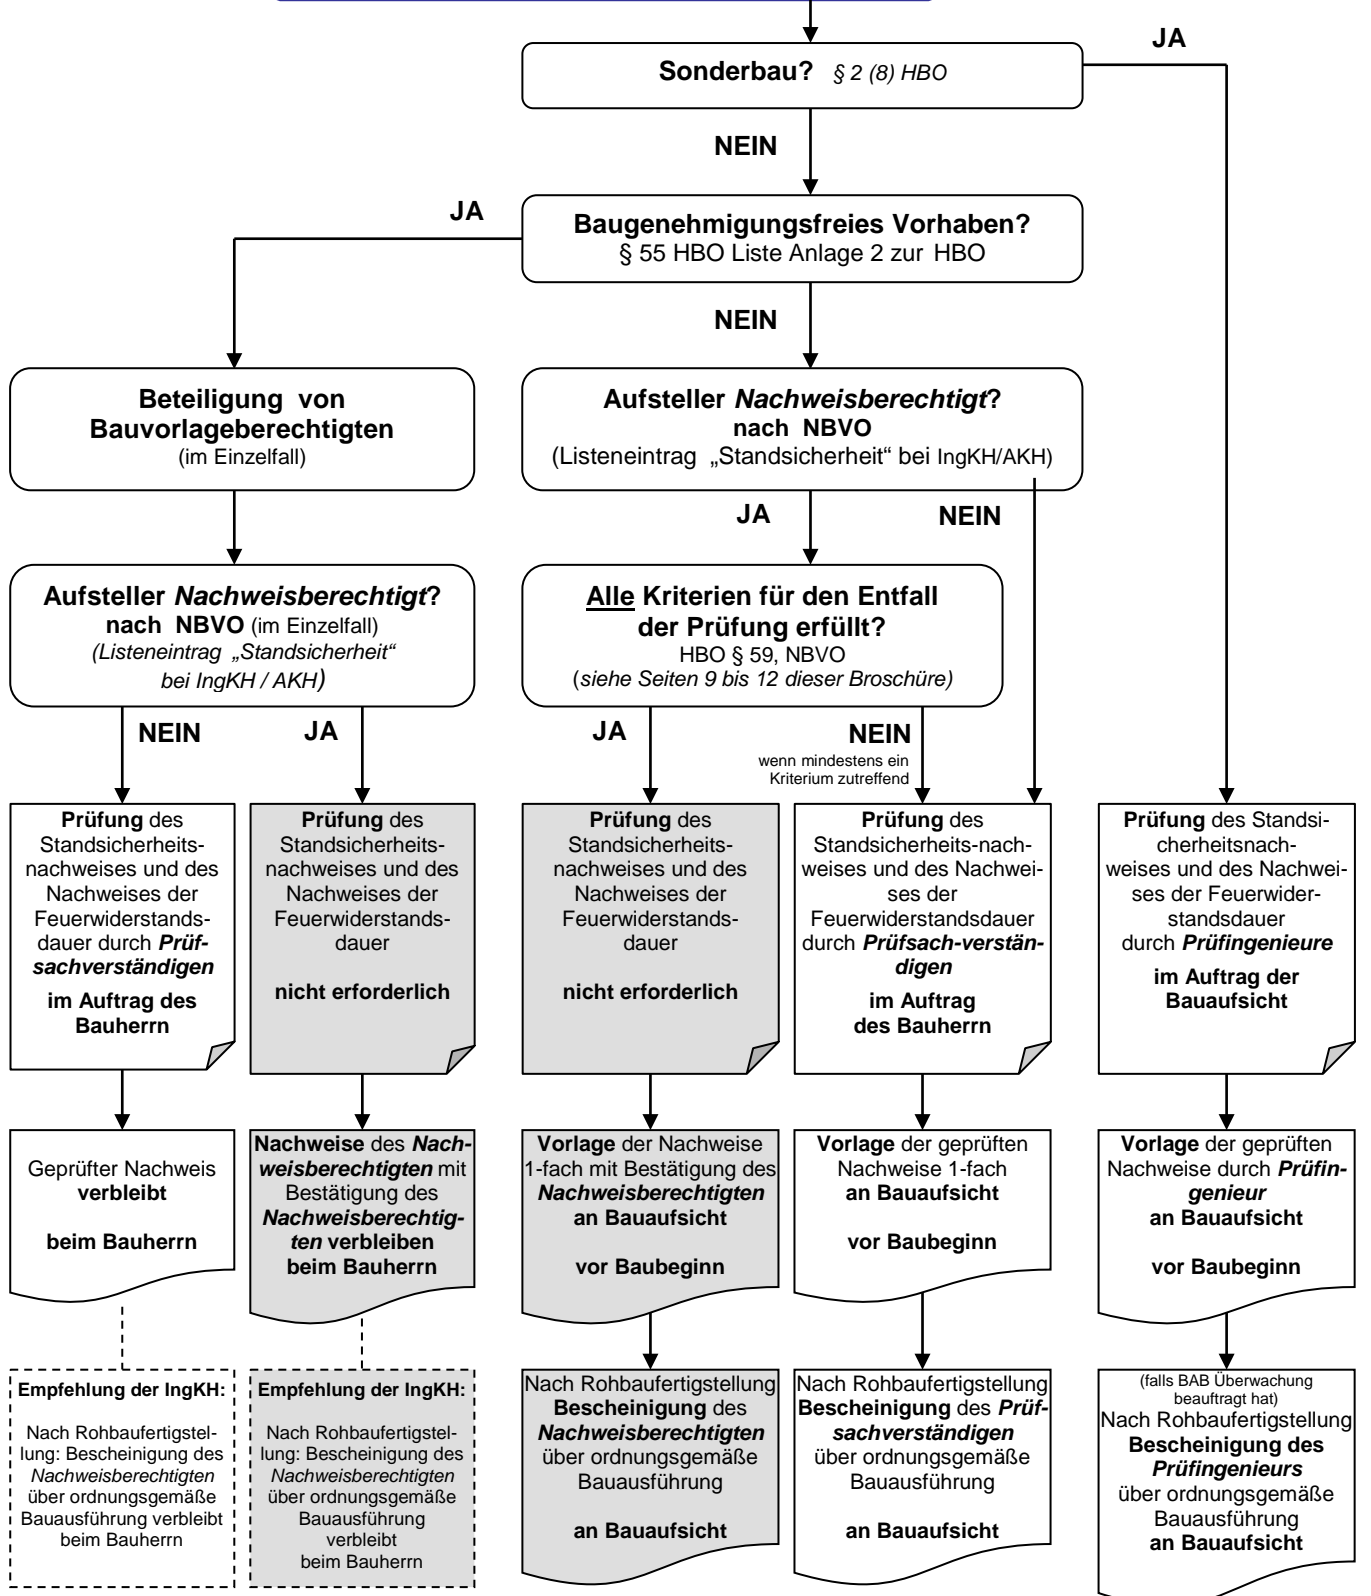 JA
Sonderbau? § 2 (8) HBO
NEIN
JA
Baugenehmigungsfreies Vorhaben?
§ 55 HBO Liste Anlage 2 zur HBO
NEIN
Beteiligung von
Bauvorlageberechtigten
(im Einzelfall)
Aufsteller Nachweisberechtigt?
nach NBVO
(Listeneintrag „Standsicherheit“ bei IngKH/AKH)
JA
NEIN
Aufsteller Nachweisberechtigt?
nach NBVO (im Einzelfall)
(Listeneintrag „Standsicherheit“
bei IngKH / AKH)
Alle Kriterien für den Entfall
der Prüfung erfüllt?
HBO § 59, NBVO
(siehe Seiten 9 bis 12 dieser Broschüre)
NEIN
JA
JA
NEIN
wenn mindestens ein
Kriterium zutreffend
Prüfung des
Standsicherheits-
nachweises und des
Nachweises der
Feuerwiderstands-
dauer durch Prüf-
sachverständigen
im Auftrag des
Bauherrn
Prüfung des
Standsicherheits-
nachweises und des
Nachweises der
Feuerwiderstands-
dauer
nicht erforderlich
Prüfung des
Standsicherheits-
nachweises und des
Nachweises der
Feuerwiderstands-
dauer
nicht erforderlich
Prüfung des
Standsicherheits-nach-
weises und des Nachwei-
ses der
Feuerwiderstandsdauer
durch Prüfsach-verstän-
digen
im Auftrag
des Bauherrn
Prüfung des Standsi-
cherheitsnach-
weises und des Nachwei-
ses der Feuerwider-
standsdauer
durch Prüfingenieure
im Auftrag der
Bauaufsicht
Geprüfter Nachweis
verbleibt
beim Bauherrn
Nachweise des Nach-
weisberechtigten mit
Bestätigung des
Nachweisberechtig-
ten verbleiben
beim Bauherrn
Vorlage der Nachweise
1-fach mit Bestätigung des
Nachweisberechtigten
an Bauaufsicht
vor Baubeginn
Vorlage der geprüften
Nachweise 1-fach
an Bauaufsicht
vor Baubeginn
Vorlage der geprüften
Nachweise durch Prüfin-
genieur
an Bauaufsicht
vor Baubeginn
Empfehlung der IngKH:
Nach Rohbaufertigstel-
lung: Bescheinigung des
Nachweisberechtigten
über ordnungsgemäße
Bauausführung verbleibt
beim Bauherrn
Empfehlung der IngKH:
Nach Rohbaufertigstel-
lung: Bescheinigung des
Nachweisberechtigten
über ordnungsgemäße
Bauausführung
verbleibt
beim Bauherrn
Nach Rohbaufertigstellung
Bescheinigung des
Nachweisberechtigten
über ordnungsgemäße
Bauausführung
an Bauaufsicht
Nach Rohbaufertigstellung
Bescheinigung des Prüf-
sachverständigen
über ordnungsgemäße
Bauausführung
an Bauaufsicht
(falls BAB Überwachung
beauftragt hat)
Nach Rohbaufertigstellung
Bescheinigung des
Prüfingenieurs
über ordnungsgemäße
Bauausführung
an Bauaufsicht